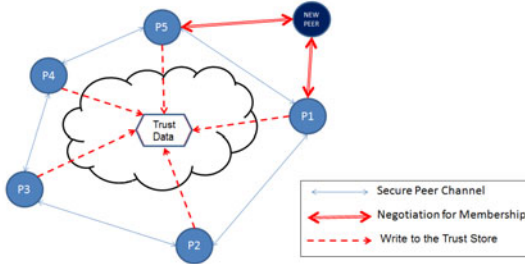 NEW
PEER
P5
P4
Trust
Data
P1
P3
P2
Secure Peer Channel
Negotiation for Membership
Write to the Trust Store